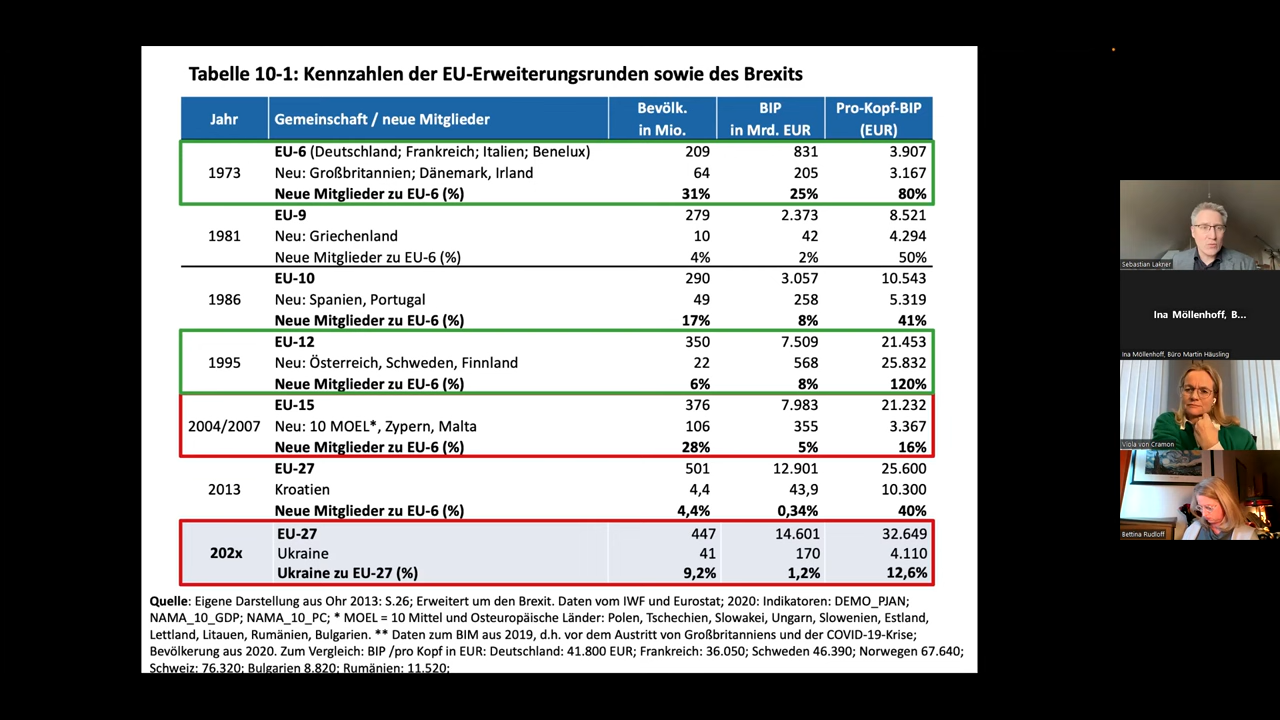 Tabelle 10-1: Kennzahlen der EU-Erweiterungsrunden sowie des Brexits
Jahr Gemeinschaft / neue Mitglieder Bevölk. in Mio. BIP in Mrd. EUR Pro-Kopf-BIP (EUR)
EU-6 (Deutschland; Frankreich; Italien; Benelux) 209 831 3.907
1973 Neu: Großbritannien; Dänemark, Irland 64 205 3.167
Neue Mitglieder zu EU-6 (%) 31% 25% 80%
EU-9 279 2.373 8.521
1981 Neu: Griechenland 10 42 4.294
Neue Mitglieder zu EU-6 (%) 4% 2% 50%
EU-10 290 3.057 10.543
1986 Neu: Spanien, Portugal 49 258 5.319
Neue Mitglieder zu EU-6 (%) 17% 8% 41%
EU-12 350 7.509 21.453
1995 Neu: Österreich, Schweden, Finnland 22 568 25.832
Neue Mitglieder zu EU-6 (%) 6% 8% 120%
EU-15 376 7.983 21.232
2004/2007 Neu: 10 MOEL*, Zypern, Malta 106 355 3.367
Neue Mitglieder zu EU-6 (%) 28% 5% 16%
EU-27 501 12.901 25.600
2013 Kroatien 4,4 43,9 10.300
Neue Mitglieder zu EU-6 (%) 4,4% 0,34% 40%
EU-27 447 14.601 32.649
202x Ukraine 41 170 4.110
Ukraine zu EU-27 (%) 9,2% 1,2% 12,6%
Quelle: Eigene Darstellung aus Ohr 2013: S.26; Erweitert um den Brexit. Daten vom IWF und Eurostat; 2020: Indikatoren: DEMO_PJAN;
NAMA_10_GDP; NAMA_10_PC; * MOEL = 10 Mittel und Osteuropäische Länder: Polen, Tschechien, Slowakei, Ungarn, Slowenien, Estland,
Lettland, Litauen, Rumänien, Bulgarien. ** Daten zum BIM aus 2019, d.h. vor dem Austritt von Großbritanniens und der COVID-19-Krise;
Bevölkerung aus 2020. Zum Vergleich: BIP /pro Kopf in EUR: Deutschland: 41.800 EUR; Frankreich: 36.050; Schweden 46.390; Norwegen 67.640;
Schweiz: 76.320; Bulgarien 8.820; Rumänien: 11.520;
Sebastian Lakner
Ina Möllenhoff, B...
Ina Möllenhoff, Büro Martin Häusling
Viola von Cramon
Bettina Rudloff